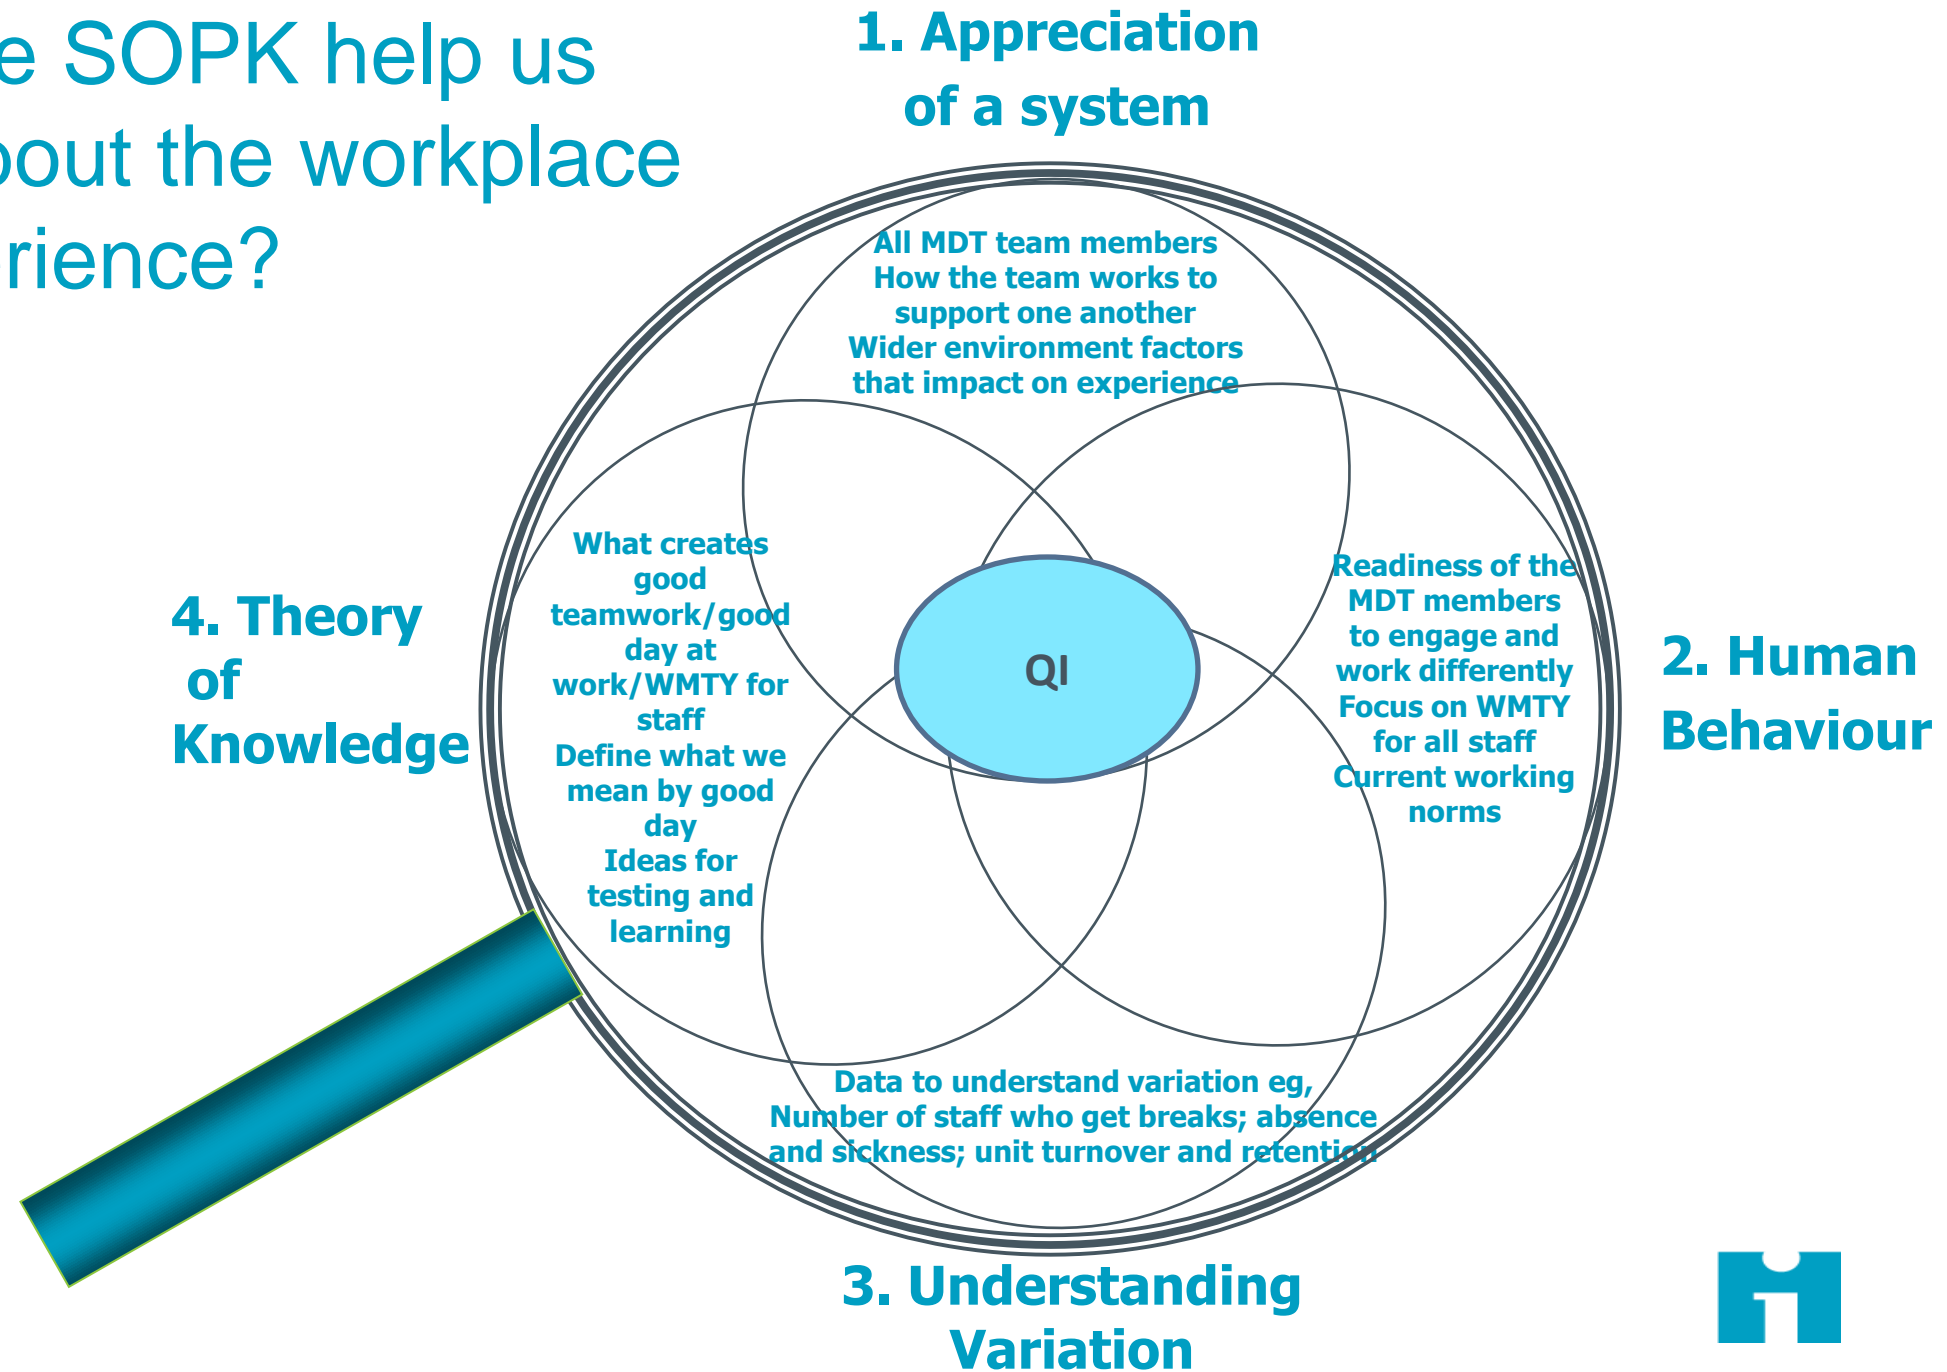 e SOPK help us
bout the workplace
rience?
1. Appreciation
of a system
All MDT team members
How the team works to
support one another
Wider environment factors
that impact on experience
What creates
good
teamwork/good
day at
work/WMTY for
staff
Define what we
mean by good
day
Ideas for
testing and
learning
4. Theory
of
Knowledge
QI
Readiness of the
MDT members
to engage and
work differently
Focus on WMTY
for all staff
Current working
norms
2. Human
Behaviour
Data to understand variation eg,
Number of staff who get breaks; absence
and sickness; unit turnover and retention
3. Understanding
Variation